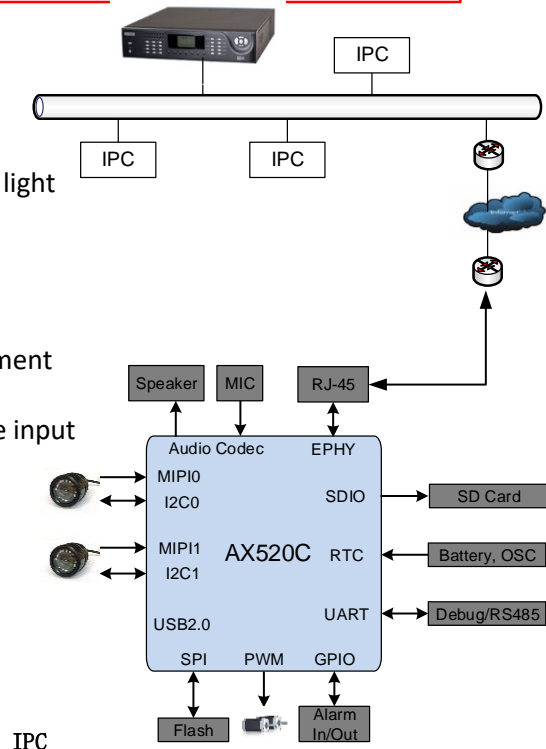 IPC
IPC
IPC
light
Internet
ment
e input
Speaker
MIC
RJ-45
Audio Codec
EPHY
MIPI0
I2C0
SDIO
SD Card
MIPI1
I2C1
AX520C
RTC
Battery, OSC
USB2.0
UART
Debug/RS485
SPI
PWM
GPIO
Flash
Alarm
In/Out
IPC